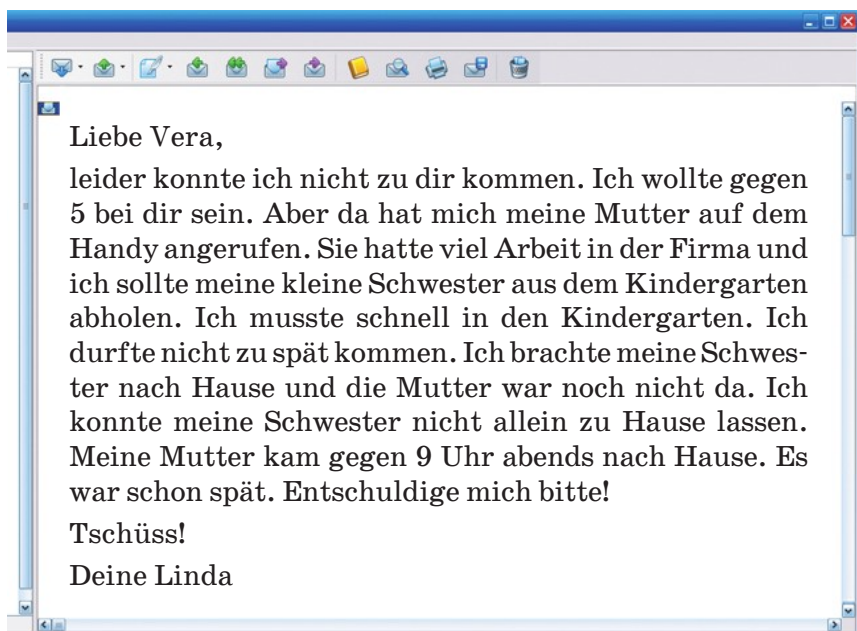 Liebe Vera,
leider konnte ich nicht zu dir kommen. Ich wollte gegen
5 bei dir sein. Aber da hat mich meine Mutter auf dem
Handy angerufen. Sie hatte viel Arbeit in der Firma und
ich sollte meine kleine Schwester aus dem Kindergarten
abholen. Ich musste schnell in den Kindergarten. Ich
durfte nicht zu spät kommen. Ich brachte meine Schwes-
ter nach Hause und die Mutter war noch nicht da. Ich
konnte meine Schwester nicht allein zu Hause lassen.
Meine Mutter kam gegen 9 Uhr abends nach Hause. Es
war schon spät. Entschuldige mich bitte!
Tschüss!
Deine Linda